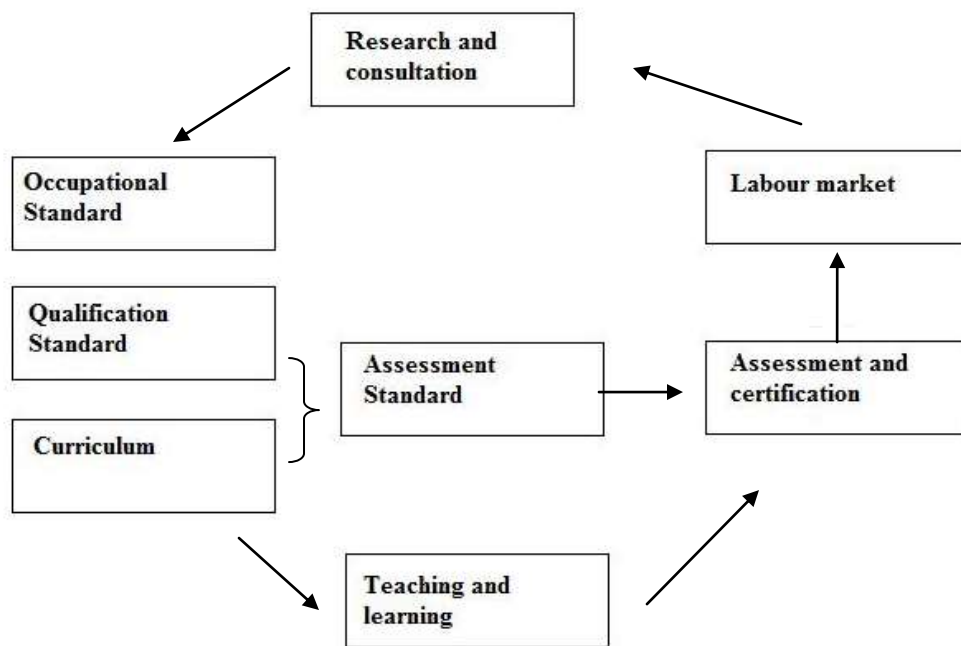 Research and
consultation
Occupational
Standard
Labour market
Qualification
Standard
Assessment
Standard
Assessment and
certification
Curriculum
Teaching and
learning